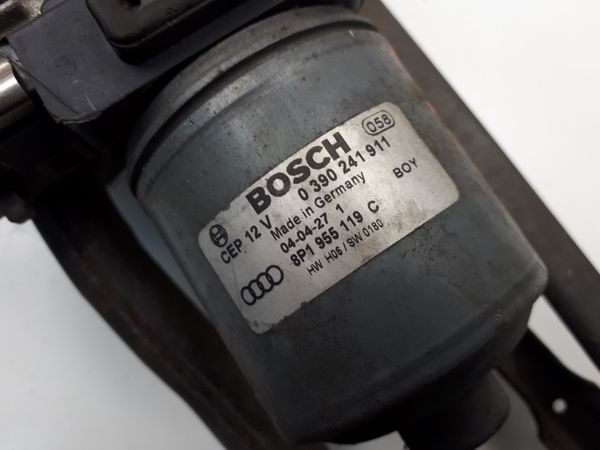 BOSCH 058
CEP 12 V 0 390 241 911
Made in Germany BOY
04-04-27 1
8P1 955 119 C
HW H06 / SW 0180